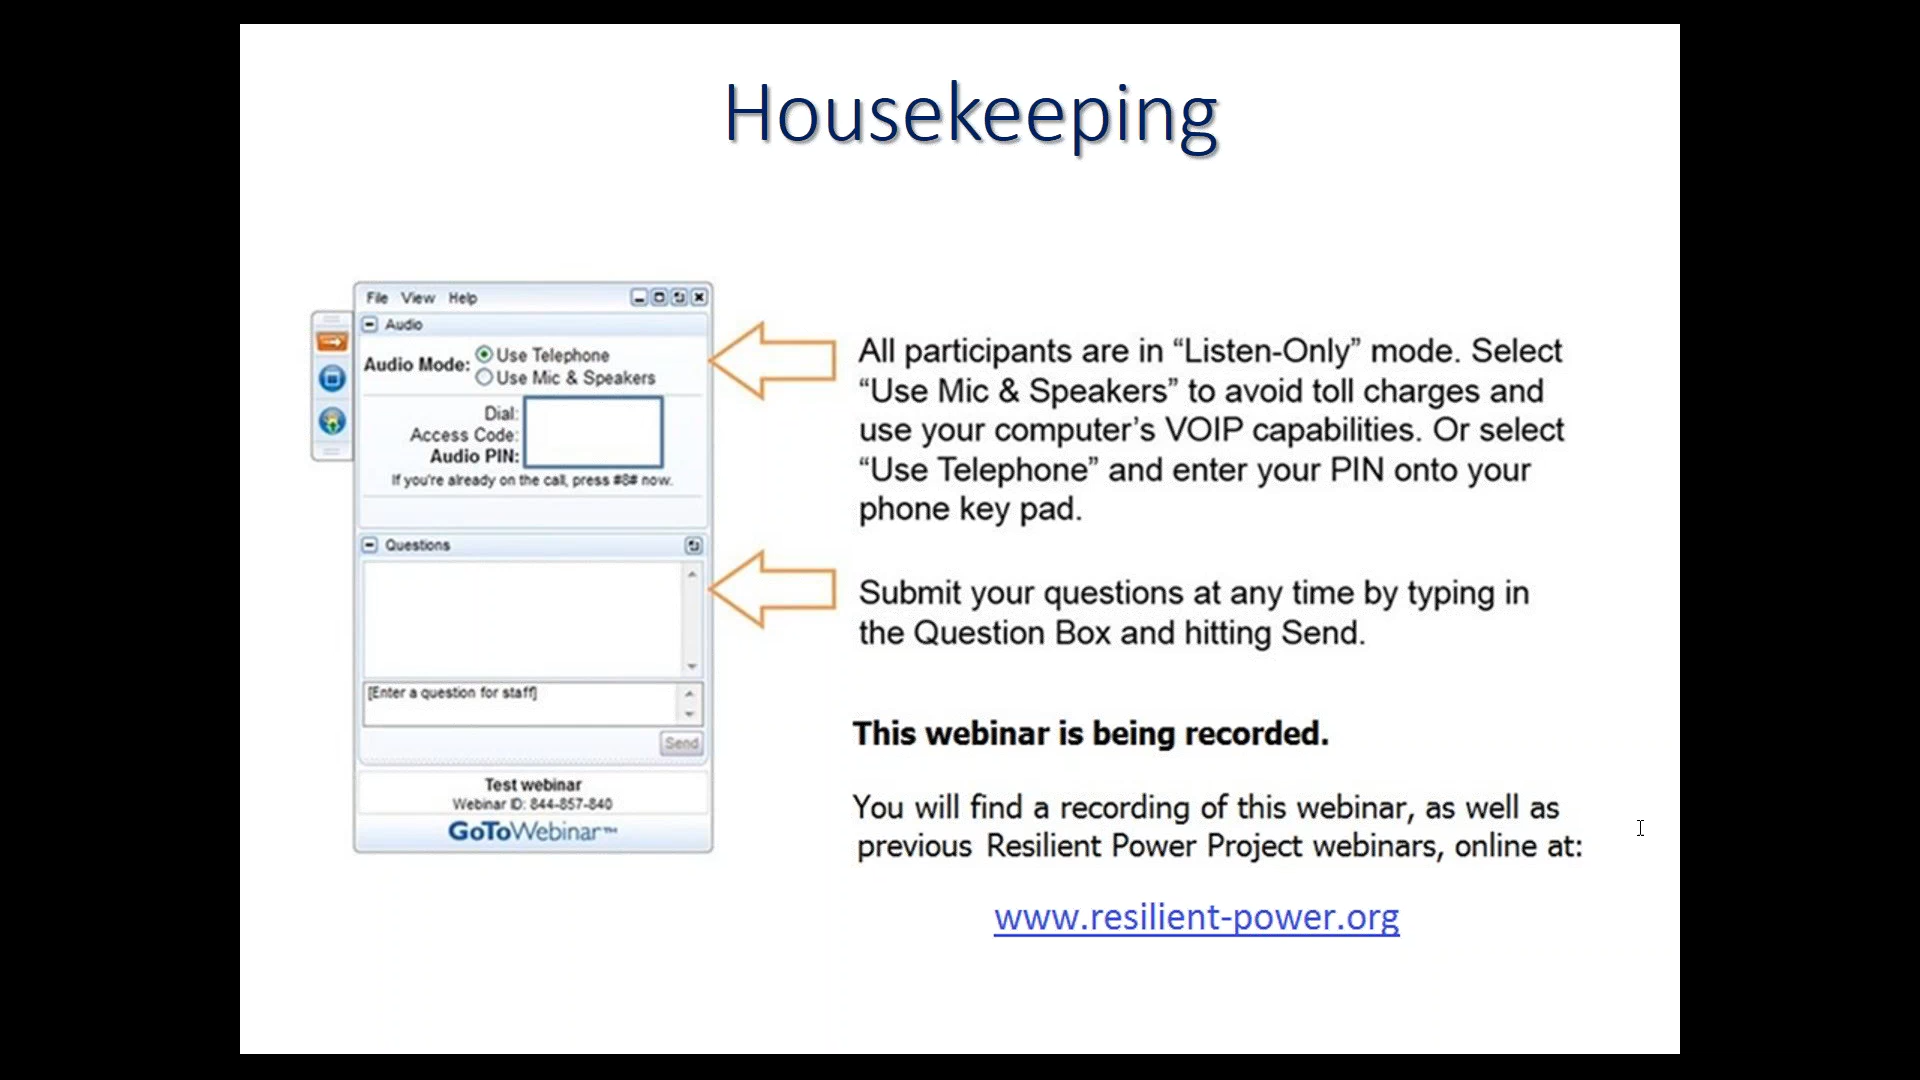 Housekeeping
File View Help
Audio
Audio Mode: Use Telephone
Use Mic & Speakers
Dial:
Access Code:
Audio PIN:
If you're already on the call, press #8# now.
Questions
[Enter a question for staff]
Send
Test webinar
Webinar ID: 844-857-840
GoToWebinar™
All participants are in “Listen-Only” mode. Select
“Use Mic & Speakers” to avoid toll charges and
use your computer’s VOIP capabilities. Or select
“Use Telephone” and enter your PIN onto your
phone key pad.
Submit your questions at any time by typing in
the Question Box and hitting Send.
This webinar is being recorded.
You will find a recording of this webinar, as well as
previous Resilient Power Project webinars, online at:
www.resilient-power.org